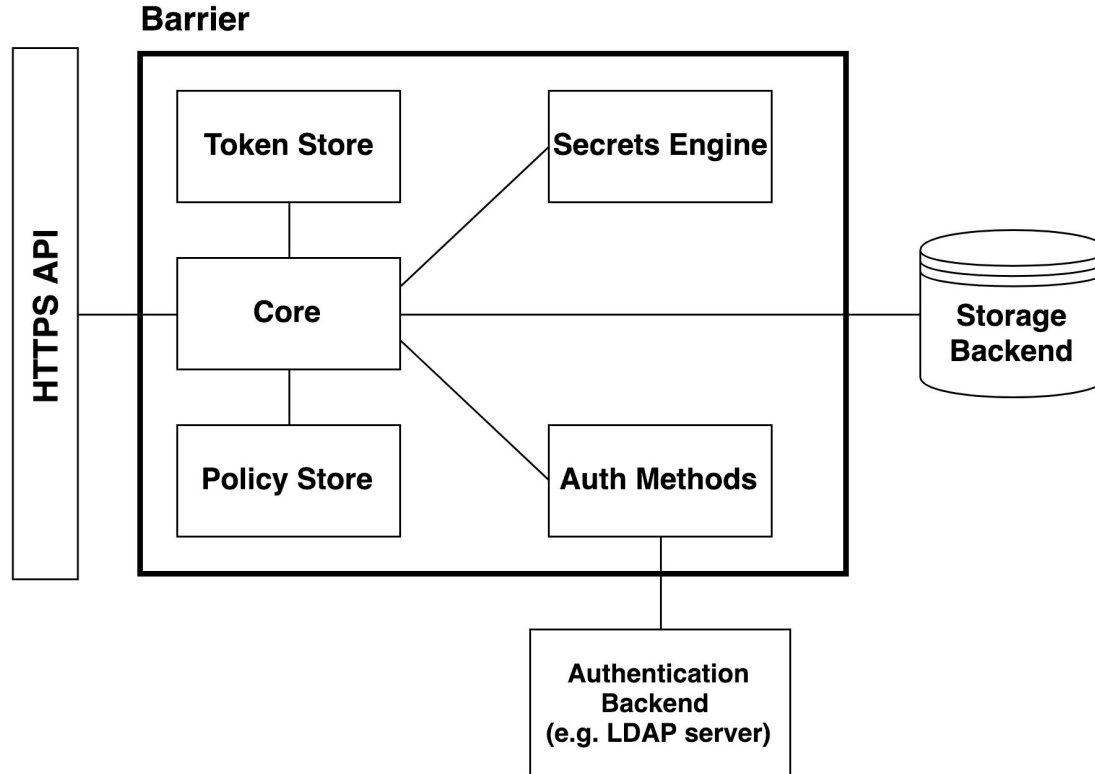 Barrier
HTTPS API
Token Store
Secrets Engine
Core
Storage
Backend
Policy Store
Auth Methods
Authentication
Backend
(e.g. LDAP server)